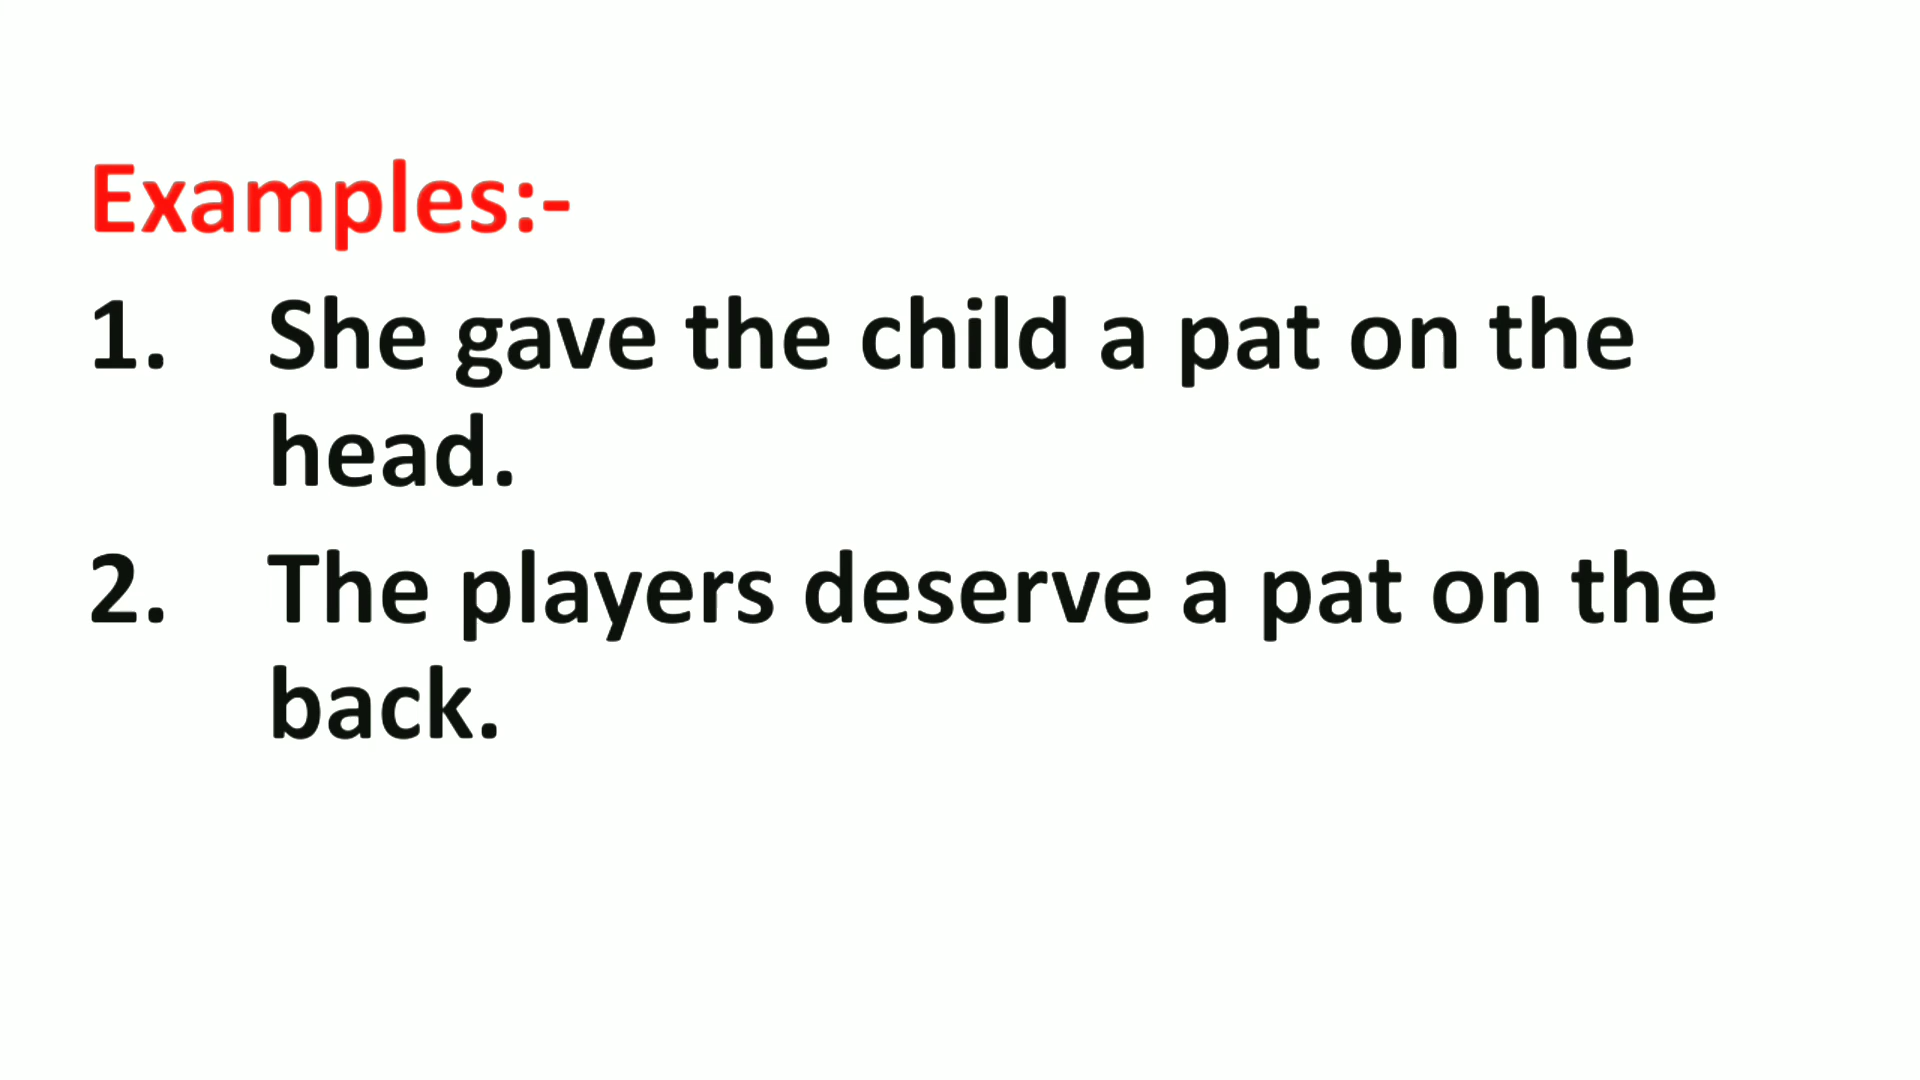 Examples:-
1. She gave the child a pat on the
head.
2. The players deserve a pat on the
back.